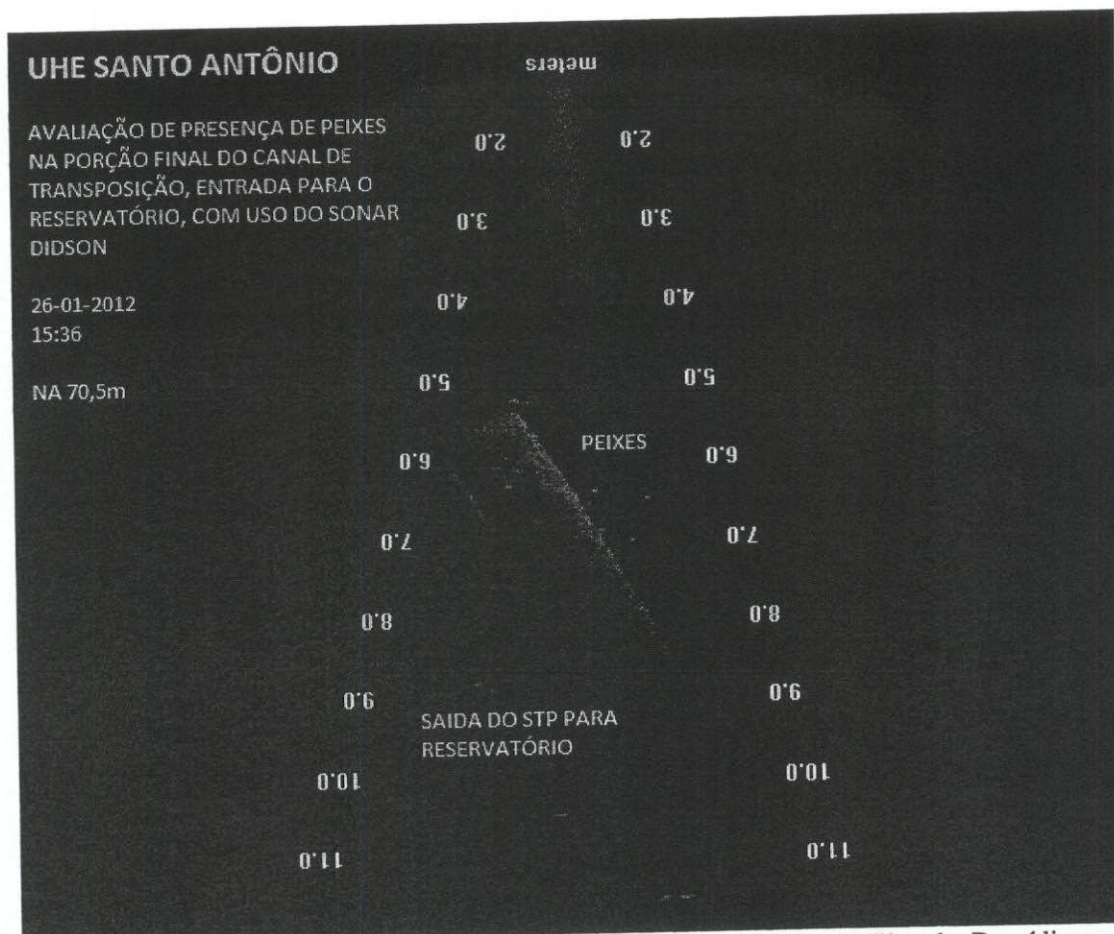 UHE SANTO ANTÔNIO
meters
AVALIAÇÃO DE PRESENÇA DE PEIXES
NA PORÇÃO FINAL DO CANAL DE
TRANSPOSIÇÃO, ENTRADA PARA O
RESERVATÓRIO, COM USO DO SONAR
DIDSON
26-01-2012
15:36
NA 70,5m
2.0 2.0
3.0 3.0
4.0 4.0
5.0 5.0
PEIXES
6.0 6.0
7.0 7.0
8.0 8.0
9.0 9.0
SAIDA DO STP PARA
RESERVATÓRIO
10.0 10.0
11.0 11.0